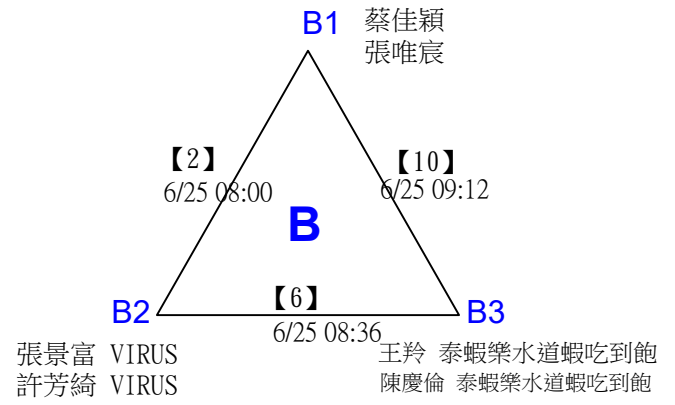 B1 蔡佳穎
張唯宸
【2】
6/25 08:00
【10】
6/25 09:12
B
B2
【6】
6/25 08:36
B3
張景富 VIRUS
許芳綺 VIRUS
王羚 泰蝦樂水道蝦吃到飽
陳慶倫 泰蝦樂水道蝦吃到飽